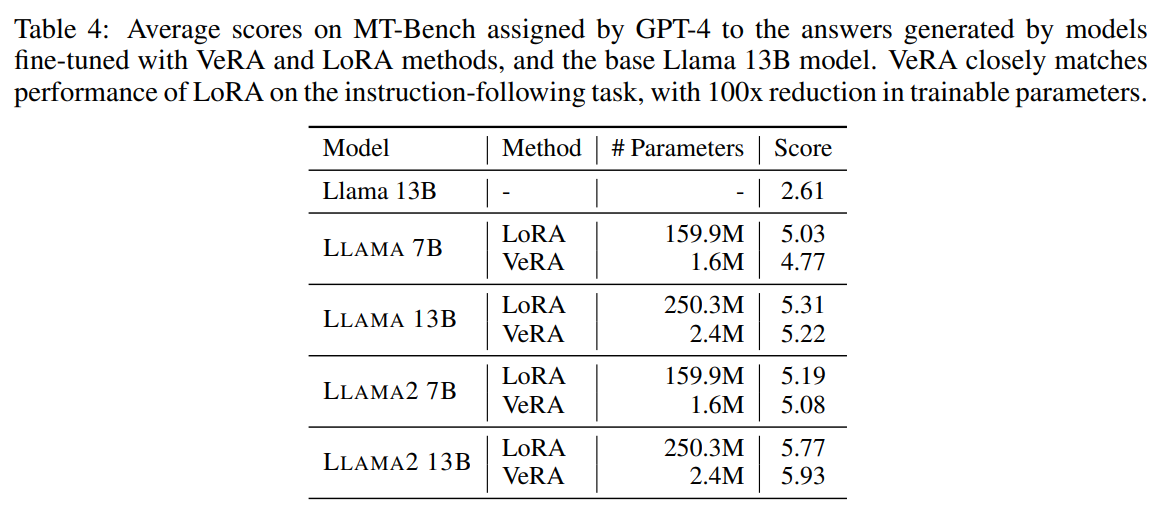 Table 4: Average scores on MT-Bench assigned by GPT-4 to the answers generated by models
fine-tuned with VeRA and LoRA methods, and the base Llama 13B model. VeRA closely matches
performance of LoRA on the instruction-following task, with 100x reduction in trainable parameters.
Model Method # Parameters Score
Llama 13B - - 2.61
LLAMA 7B
LoRA 159.9M 5.03
VeRA 1.6M 4.77
LLAMA 13B
LoRA 250.3M 5.31
VeRA 2.4M 5.22
LLAMA2 7B
LoRA 159.9M 5.19
VeRA 1.6M 5.08
LLAMA2 13B
LoRA 250.3M 5.77
VeRA 2.4M 5.93